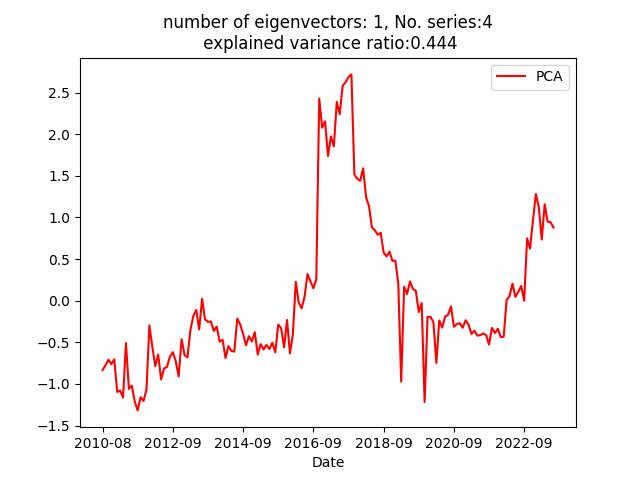 number of eigenvectors: 1, No. series:4
explained variance ratio:0.444
PCA
2.5
2.0
1.5
1.0
0.5
0.0
−0.5
−1.0
−1.5
2010-08 2012-09 2014-09 2016-09 2018-09 2020-09 2022-09
Date